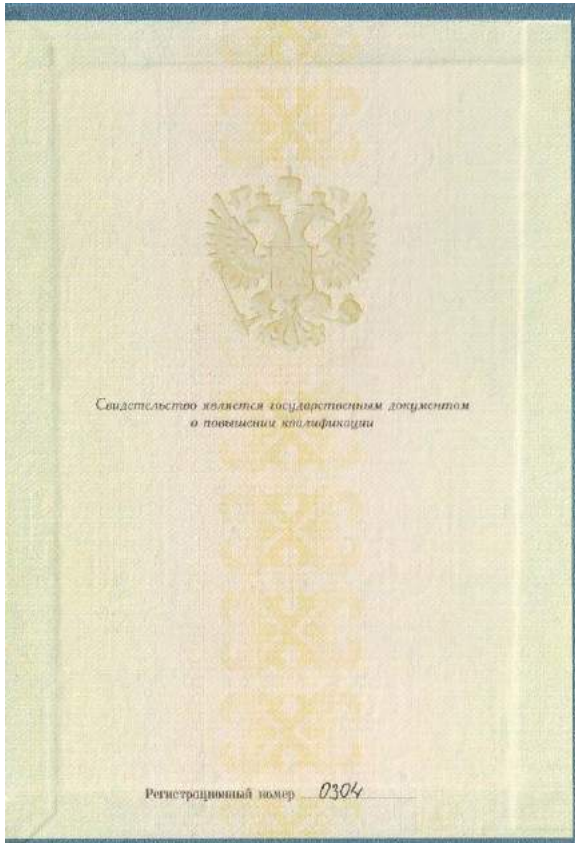 Свидетельство является государственным документом
о повышении квалификации
Регистрационный номер 0304